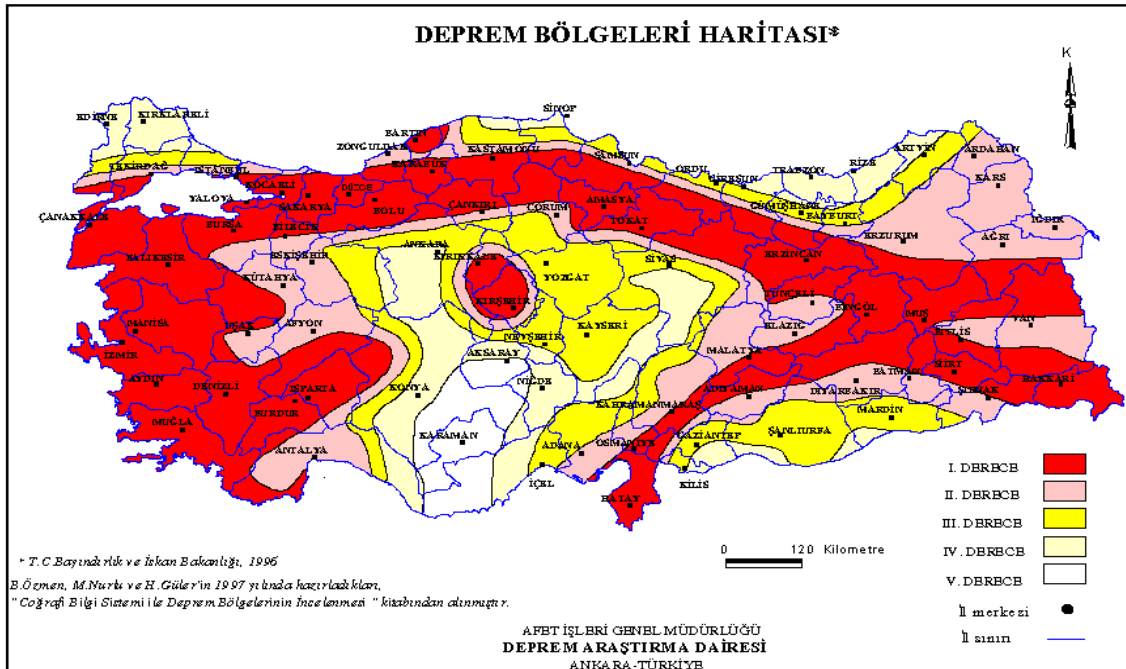 DEPREM BÖLGELERİ HARİTASI*
K
SİNOP
EDİRNE
KIRKLARELİ
BARTIN
ZONGULDAK
KASTAMONU
KARABÜK
SAMSUN
ORDU
GİRESUN
TRABZON
RİZE
ARTVİN
ARDAHAN
KARS
TEKİRDAĞ
İSTANBUL
KOCAELİ
YALOVA
SAKARYA
DÜZCE
BOLU
ÇANKIRI
ÇORUM
AMASYA
TOKAT
GÜMÜŞHANE
BAYBURT
ERZURUM
IĞDIR
AĞRI
ÇANAKKALE
BURSA
BİLECİK
ESKİŞEHİR
ANKARA
KIRIKKALE
YOZGAT
SİVAS
ERZİNCAN
BALIKESİR
KÜTAHYA
KIRŞEHİR
TUNCELİ
BİNGÖL
MUŞ
BİTLİS
VAN
MANİSA
UŞAK
AFYON
NEVŞEHİR
KAYSERİ
ELAZIĞ
MALATYA
İZMİR
AKSARAY
NİĞDE
AYDIN
DENİZLİ
ISPARTA
BURDUR
KONYA
KAHRAMANMARAŞ
ADIYAMAN
DİYARBAKIR
BATMAN
SİİRT
ŞIRNAK
HAKKARİ
MUĞLA
ANTALYA
KARAMAN
ADANA
OSMANİYE
GAZİANTEP
ŞANLIURFA
MARDİN
İÇEL
KİLİS
HATAY
I. DERECE
II. DERECE
III. DERECE
IV. DERECE
V. DERECE
İl merkezi
İl sınırı
0 120 Kilometre
* T.C.Bayındırlık ve İskan Bakanlığı, 1996
B.Özmen, M.Nurlu ve H.Güler'in 1997 yılında hazırladıkları,
" Coğrafi Bilgi Sistemi ile Deprem Bölgelerinin İncelenmesi " kitabından alınmıştır.
AFET İŞLERİ GENEL MÜDÜRLÜĞÜ
DEPREM ARAŞTIRMA DAİRESİ
ANKARA-TÜRKİYE